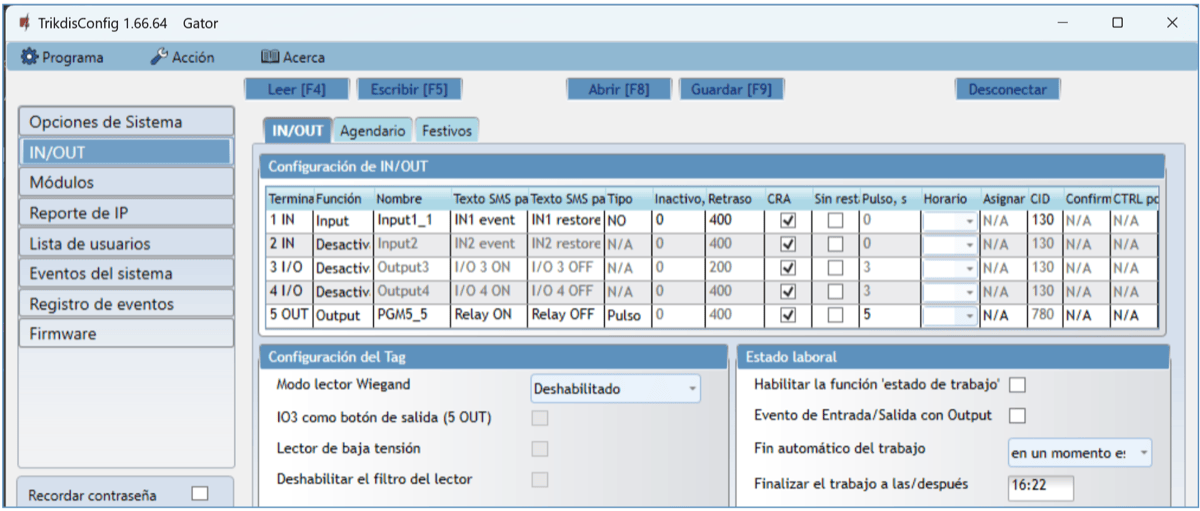 TrikdisConfig 1.66.64 Gator
Programa Acción Acerca
Leer [F4] Escribir [F5] Abrir [F8] Guardar [F9] Desconectar
Opciones de Sistema
IN/OUT
Módulos
Reporte de IP
Lista de usuarios
Eventos del sistema
Registro de eventos
Firmware
Recordar contraseña
IN/OUT Agendario Festivos
Configuración de IN/OUT
Termina Función Nombre Texto SMS pa Texto SMS pa Tipo Inactivo, Retraso CRA Sin rest Pulso, s Horario Asignar CID Confirm CTRL po
1 IN Input Input1_1 IN1 event IN1 restore NO 0 400 0 N/A 130 N/A N/A
2 IN Desactiv Input2 IN2 event IN2 restore N/A 0 400 0 N/A 130 N/A N/A
3 I/O Desactiv Output3 I/O 3 ON I/O 3 OFF N/A 0 200 3 N/A 130 N/A N/A
4 I/O Desactiv Output4 I/O 4 ON I/O 4 OFF N/A 0 400 3 N/A 130 N/A N/A
5 OUT Output PGM5_5 Relay ON Relay OFF Pulso 0 400 5 N/A 780 N/A N/A
Configuración del Tag
Modo lector Wiegand Deshabilitado
IO3 como botón de salida (5 OUT)
Lector de baja tensión
Deshabilitar el filtro del lector
Estado laboral
Habilitar la función 'estado de trabajo'
Evento de Entrada/Salida con Output
Fin automático del trabajo en un momento e:
Finalizar el trabajo a las/después 16:22